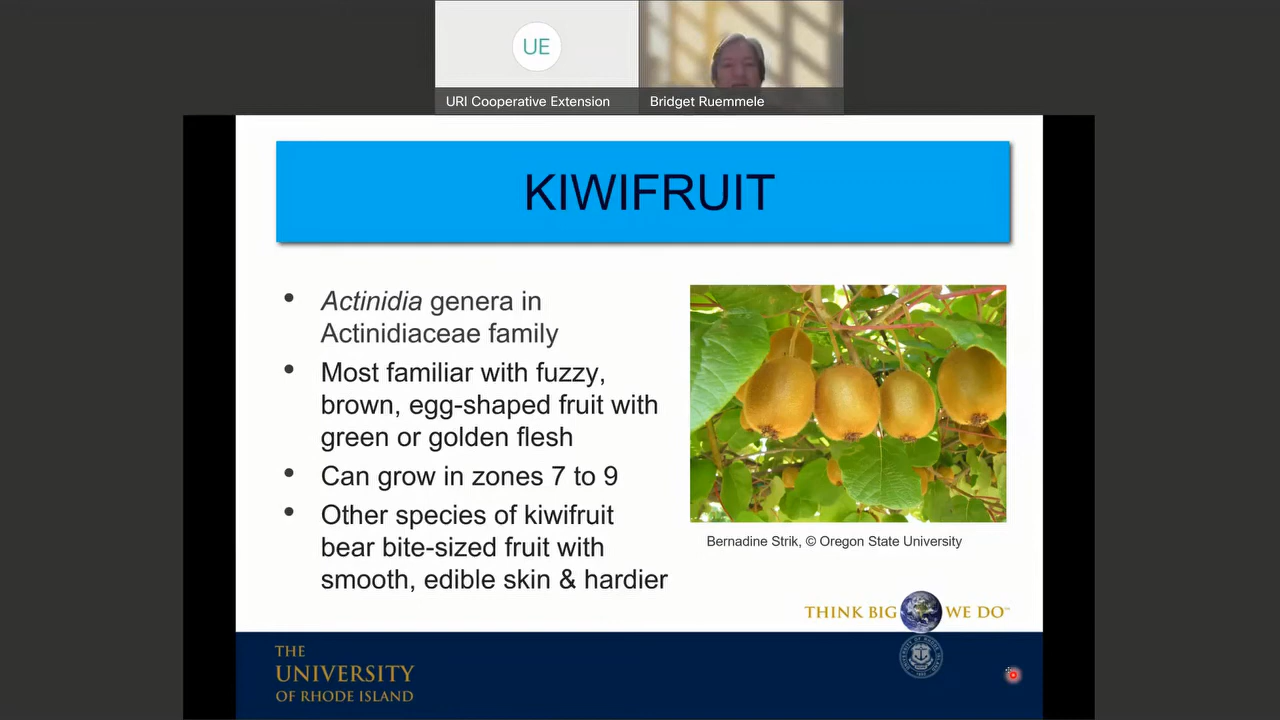 UE
URI Cooperative Extension
Bridget Ruemmele
KIWIFRUIT
• Actinidia genera in
Actinidiaceae family
• Most familiar with fuzzy,
brown, egg-shaped fruit with
green or golden flesh
• Can grow in zones 7 to 9
• Other species of kiwifruit
bear bite-sized fruit with
smooth, edible skin & hardier
Bernadine Strik, © Oregon State University
THINK BIG WE DO™
THE
UNIVERSITY
OF RHODE ISLAND